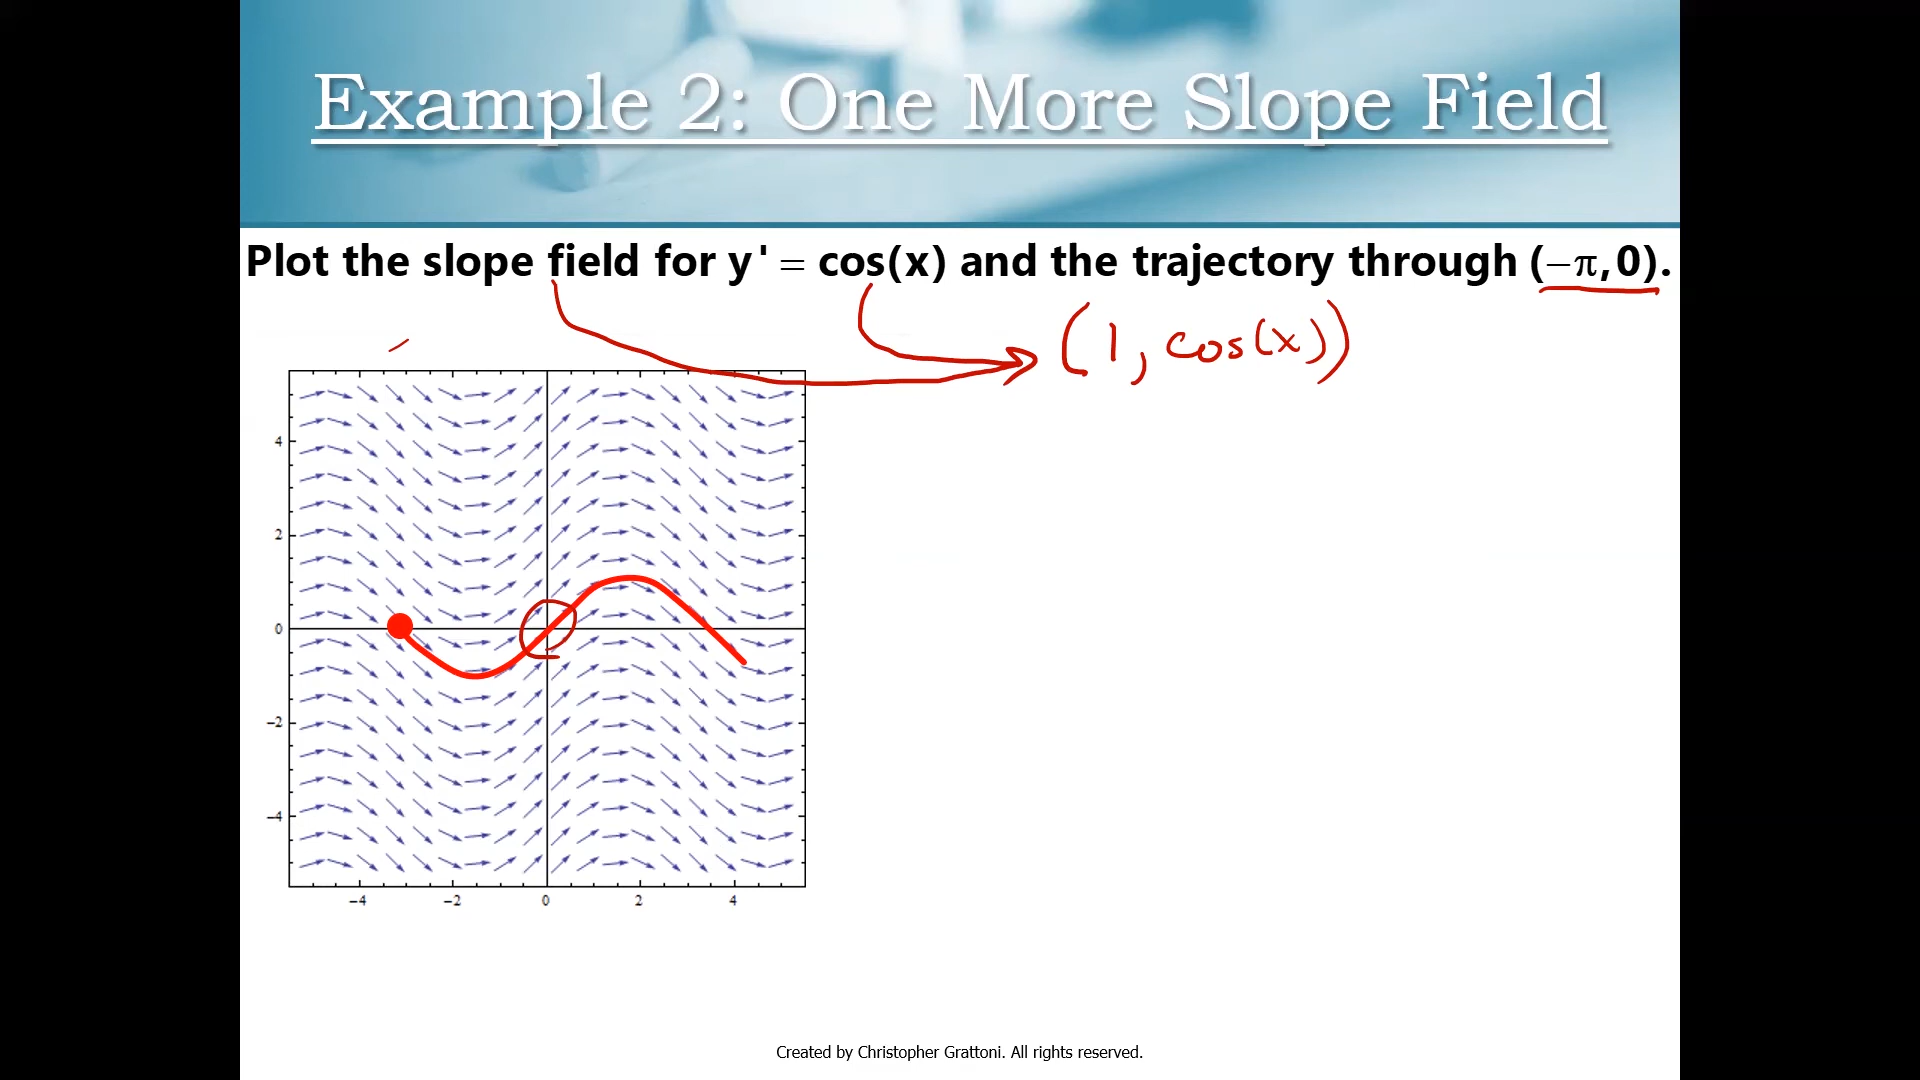 Example 2: One More Slope Field
Plot the slope field for y' = cos(x) and the trajectory through (−π,0).
(1, cos(x))
4
2
0
−2
−4
−4 −2 0 2 4
Created by Christopher Grattoni. All rights reserved.